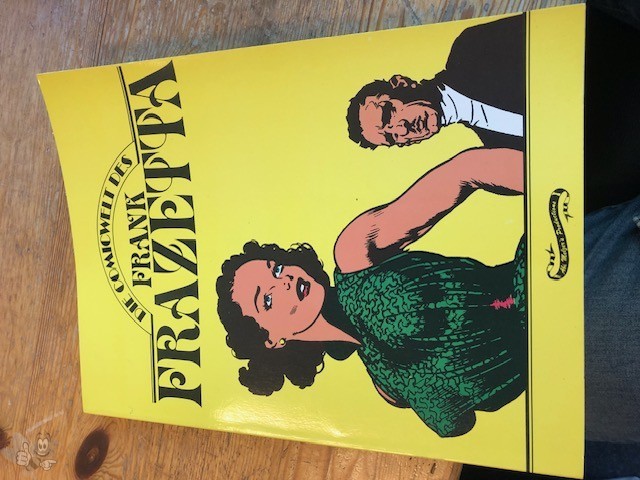 DIE COMICWELT DES
FRANK
FRAZETTA